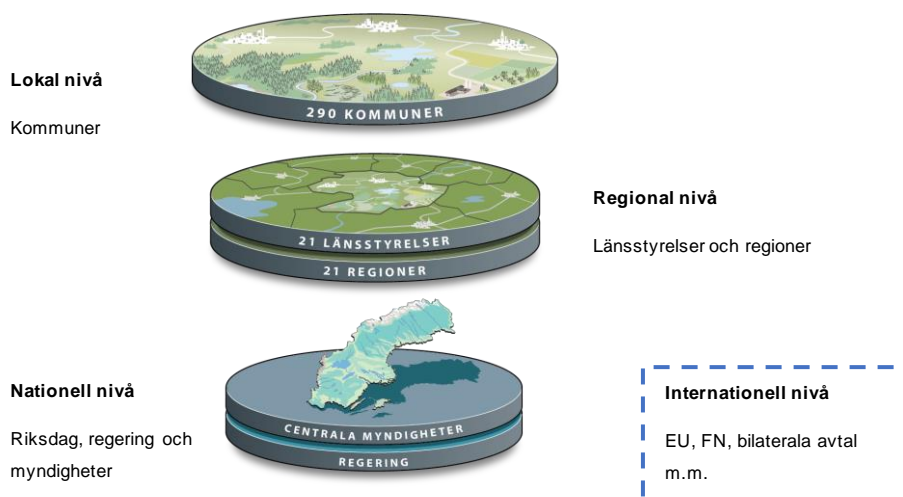 290 KOMMUNER
Lokal nivå
Kommuner
21 LÄNSSTYRELSER
21 REGIONER
Regional nivå
Länsstyrelser och regioner
Nationell nivå
Riksdag, regering och
myndigheter
CENTRALA MYNDIGHETER
REGERING
Internationell nivå
EU, FN, bilaterala avtal
m.m.